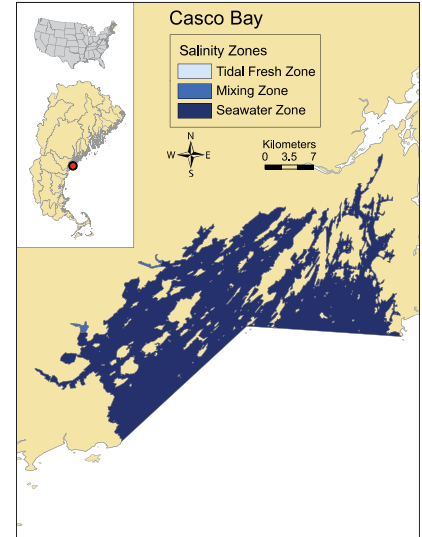 Casco Bay
Salinity Zones
Tidal Fresh Zone
Mixing Zone
Seawater Zone
N
W E
S
Kilometers
0 3.5 7